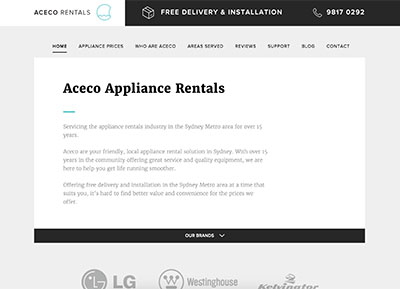 ACECO RENTALS
FREE DELIVERY & INSTALLATION
9817 0292
HOME APPLIANCE PRICES WHO ARE ACECO AREAS SERVED REVIEWS SUPPORT BLOG CONTACT
Aceco Appliance Rentals
Servicing the appliance rentals industry in the Sydney Metro area for over 15
years.
Aceco are your friendly, local appliance rental solution in Sydney. With over 15
years in the community offering great service and quality equipment, we are
here to help you get life running smoother.
Offering free delivery and installation in the Sydney Metro area at a time that
suits you, it's hard to find better value and convenience for the prices we
offer.
OUR BRANDS
LG Westinghouse Kelvinator